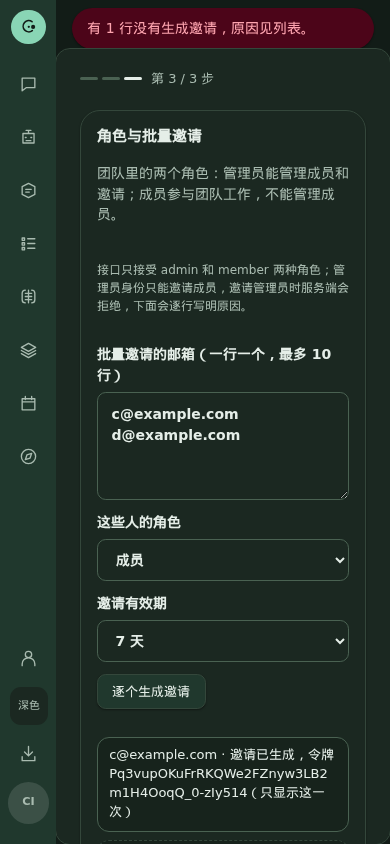 有 1 行没有生成邀请，原因见列表。
第 3 / 3 步
角色与批量邀请
团队里的两个角色：管理员能管理成员和
邀请；成员参与团队工作，不能管理成
员。
接口只接受 admin 和 member 两种角色；管
理员身份只能邀请成员，邀请管理员时服务端会
拒绝，下面会逐行写明原因。
批量邀请的邮箱（一行一个，最多 10
行）
c@example.com
d@example.com
这些人的角色
成员
邀请有效期
7 天
逐个生成邀请
c@example.com · 邀请已生成，令牌
Pq3vupOKuFrRKQWe2FZnyw3LB2
m1H4OoqQ_0-zIy514（只显示这一
次）
深色
CI